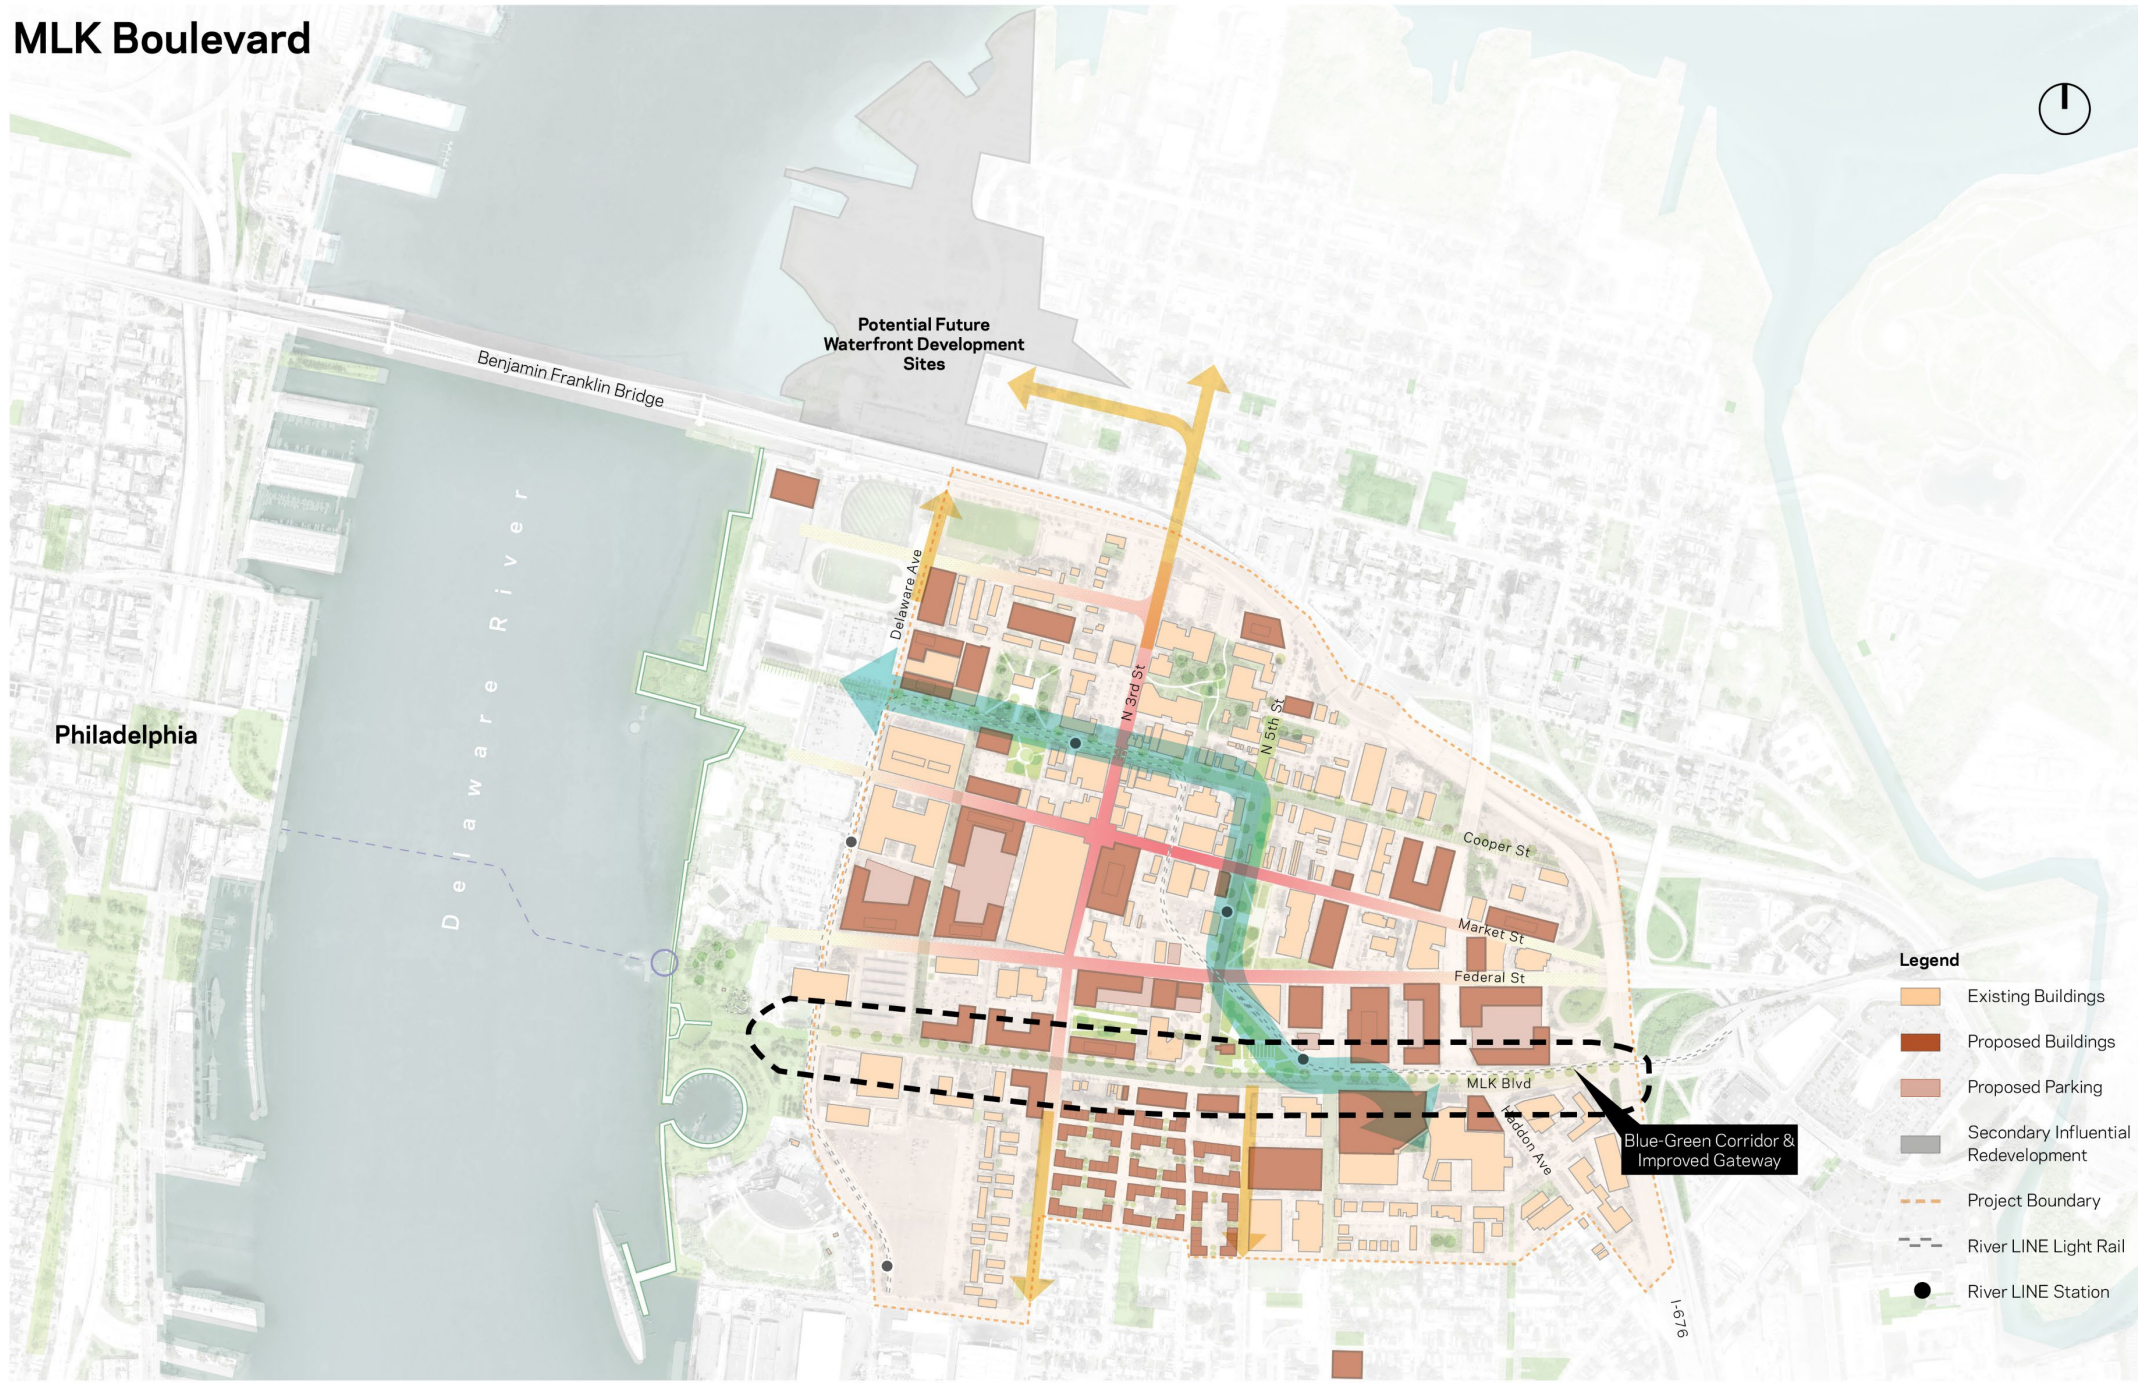 MLK Boulevard
Potential Future
Waterfront Development
Sites
Benjamin Franklin Bridge
Delaware River
Delaware Ave
N 3rd St
N 5th St
Philadelphia
Cooper St
Market St
Federal St
MLK Blvd
Haddon Ave
Blue-Green Corridor &
Improved Gateway
I-676
Legend
Existing Buildings
Proposed Buildings
Proposed Parking
Secondary Influential
Redevelopment
Project Boundary
River LINE Light Rail
River LINE Station